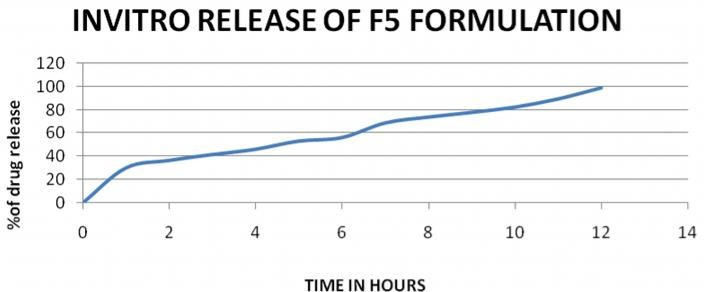 INVITRO RELEASE OF F5 FORMULATION
%of drug release
120
100
80
60
40
20
0
0 2 4 6 8 10 12 14
TIME IN HOURS